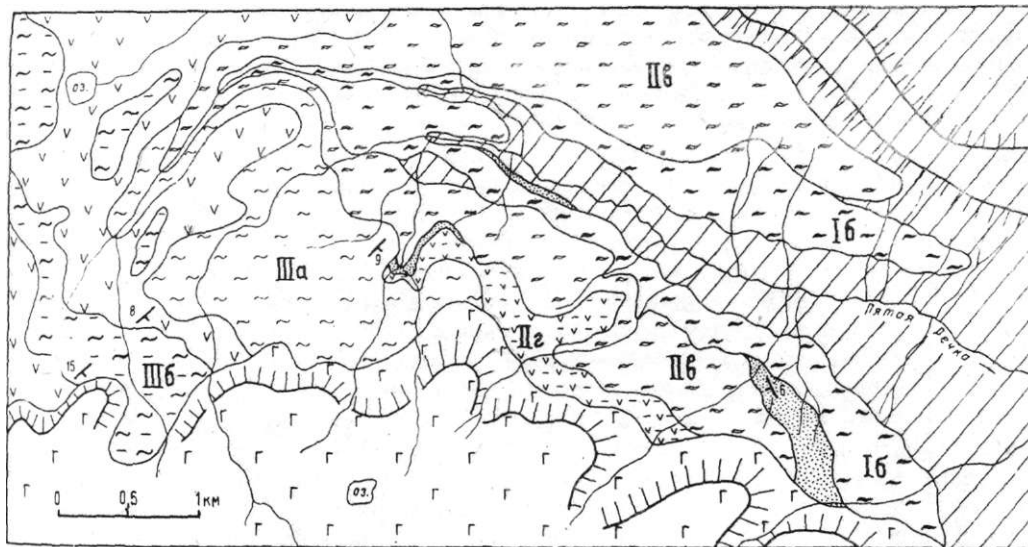 IIв
оз.
Iб
9
IIIа
Пятая
IIг
Речка
8
15
IIIб
IIв
Iб
оз.
0 0,5 1 км